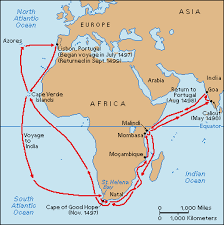 North
Atlantic
Ocean
ASIA
EUROPE
Azores
Lisbon, Portugal
(Began voyage in July 1497)
(Returned in Sept 1499)
Arabia
India
Return to
Portugal
(Aug 1498)
Goa
Calicut
(May 1498)
Cape Verde
Islands
AFRICA
Equator
Malindi
Mombasa
Voyage
to
India
Moçambique
St. Helena
Bay
Natal
Indian
Ocean
South
Atlantic
Ocean
Cape of Good Hope
(Nov. 1497)
0
1,000 Miles
0
1,000 Kilometers